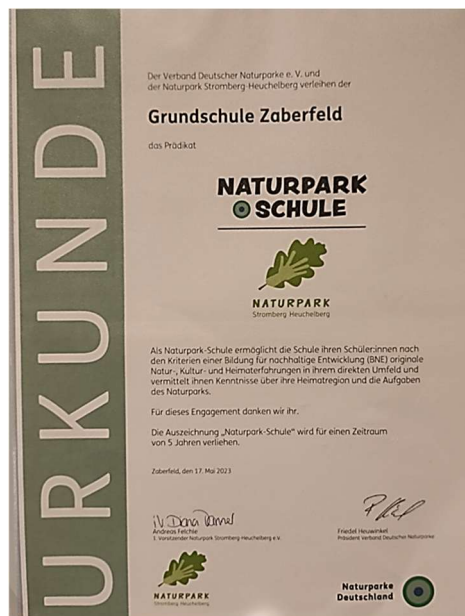 URKUNDE
Der Verband Deutscher Naturparke e. V. und
der Naturpark Stromberg-Heuchelberg verleihen der
Grundschule Zaberfeld
das Prädikat
NATURPARK
SCHULE
NATURPARK
Stromberg Heuchelberg
Als Naturpark-Schule ermöglicht die Schule ihren Schüler:innen nach
den Kriterien einer Bildung für nachhaltige Entwicklung (BNE) originale
Natur-, Kultur- und Heimaterfahrungen in ihrem direkten Umfeld und
vermittelt ihnen Kenntnisse über ihre Heimatregion und die Aufgaben
des Naturparks.
Für dieses Engagement danken wir ihr.
Die Auszeichnung „Naturpark-Schule" wird für einen Zeitraum
von 5 Jahren verliehen.
Zaberfeld, den 17. Mai 2023
Andreas Felchle
1. Vorsitzender Naturpark Stromberg-Heuchelberg e.V.
Friedel Heuwinkel
Präsident Verband Deutscher Naturparke
NATURPARK
Stromberg Heuchelberg
Naturparke
Deutschland